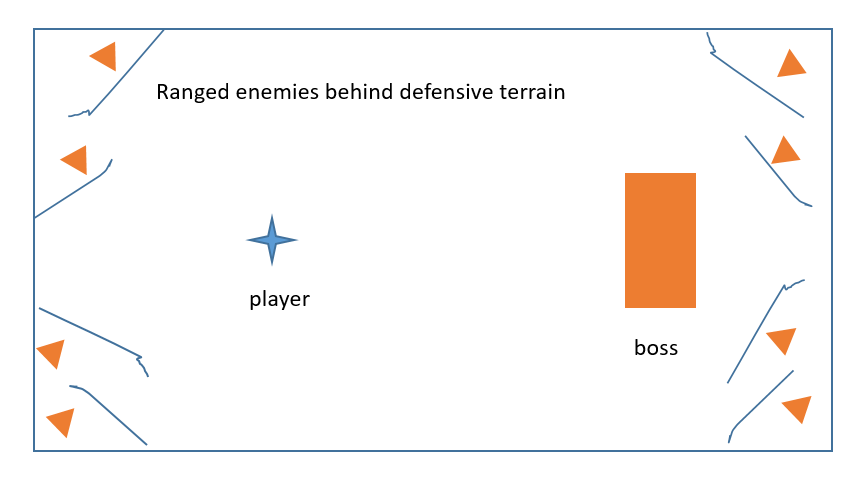 Ranged enemies behind defensive terrain
player
boss